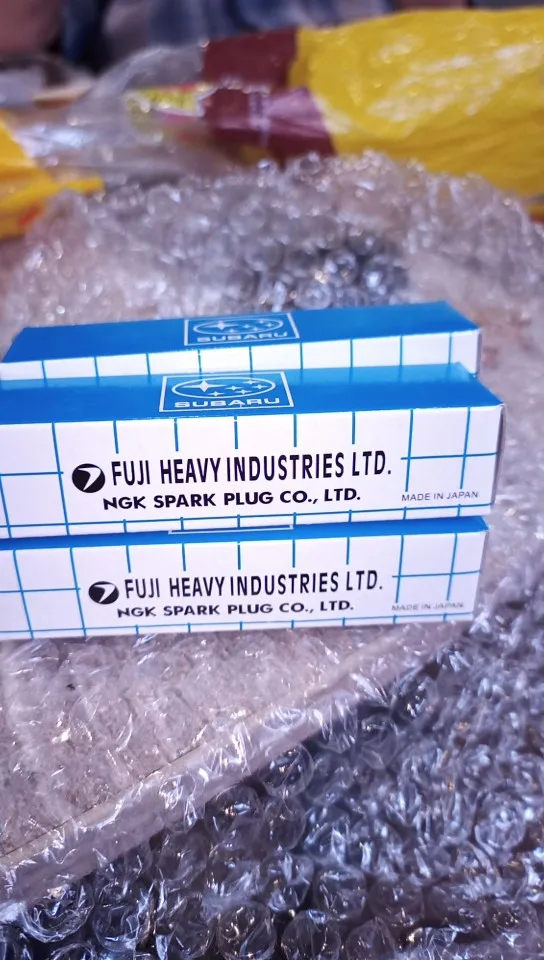 SUBARU
SUBARU
FUJI HEAVY INDUSTRIES LTD.
NGK SPARK PLUG CO., LTD.
MADE IN JAPAN
FUJI HEAVY INDUSTRIES LTD.
NGK SPARK PLUG CO., LTD.
MADE IN JAPAN